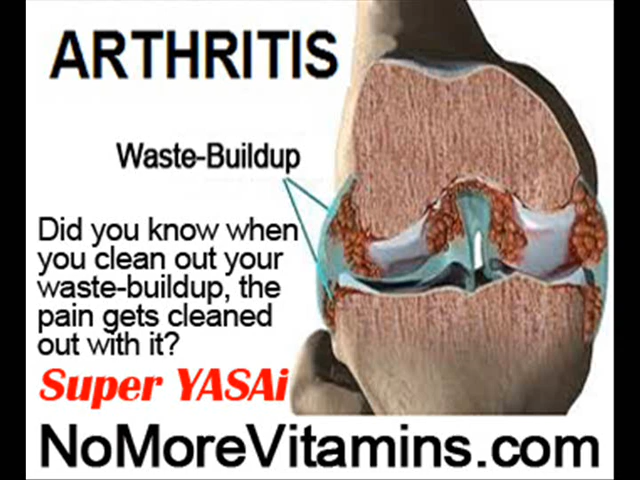 ARTHRITIS
Waste-Buildup
Did you know when
you clean out your
waste-buildup, the
pain gets cleaned
out with it?
Super YASAi
NoMoreVitamins.com